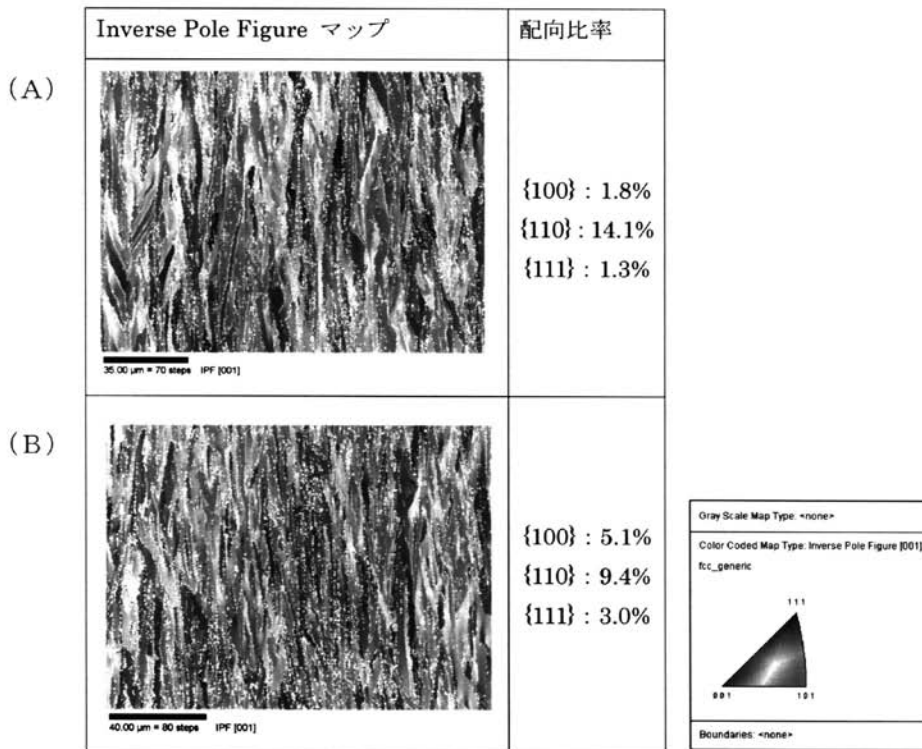 Inverse Pole Figure マップ
配向比率
(A)
{100} : 1.8%
{110} : 14.1%
{111} : 1.3%
35.00 μm = 70 steps IPF [001]
(B)
{100} : 5.1%
{110} : 9.4%
{111} : 3.0%
40.00 μm = 80 steps IPF [001]
Gray Scale Map Type: <none>
Color Coded Map Type: Inverse Pole Figure [001]
fcc_generic
111
001
101
Boundaries: <none>